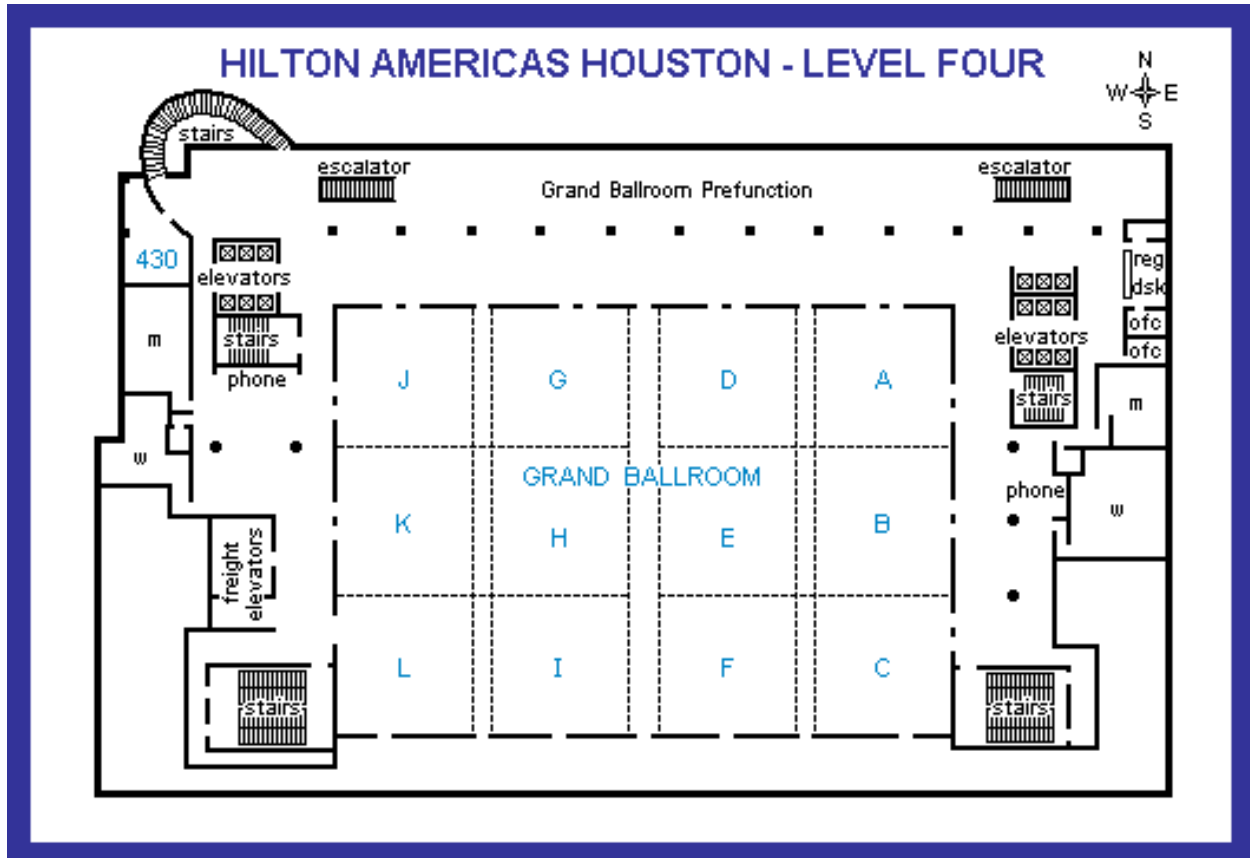 HILTON AMERICAS HOUSTON - LEVEL FOUR
N
W E
S
stairs
escalator
Grand Ballroom Prefunction
escalator
430
elevators
reg
dsk
m
stairs
phone
elevators
ofc
ofc
stairs
m
J G D A
w
GRAND BALLROOM
phone
w
K H E B
freight
elevators
L I F C
stairs
stairs